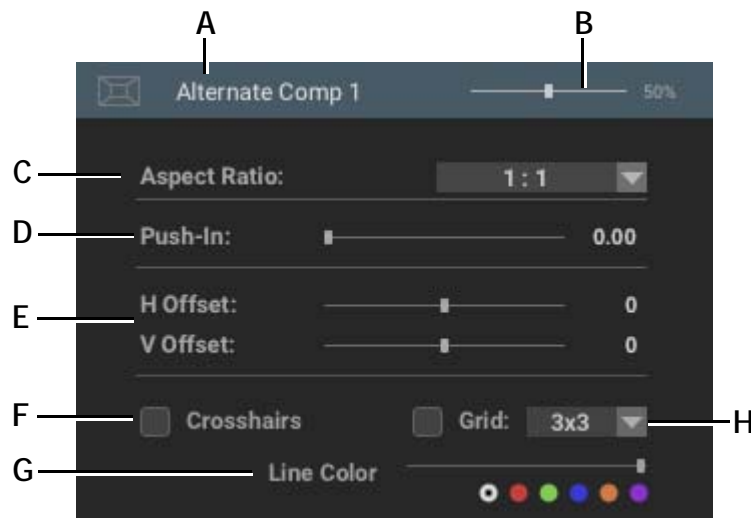 A
B
Alternate Comp 1 50%
C Aspect Ratio: 1 : 1
D Push-In: 0.00
E
H Offset: 0
V Offset: 0
F Crosshairs Grid: 3x3 H
G Line Color